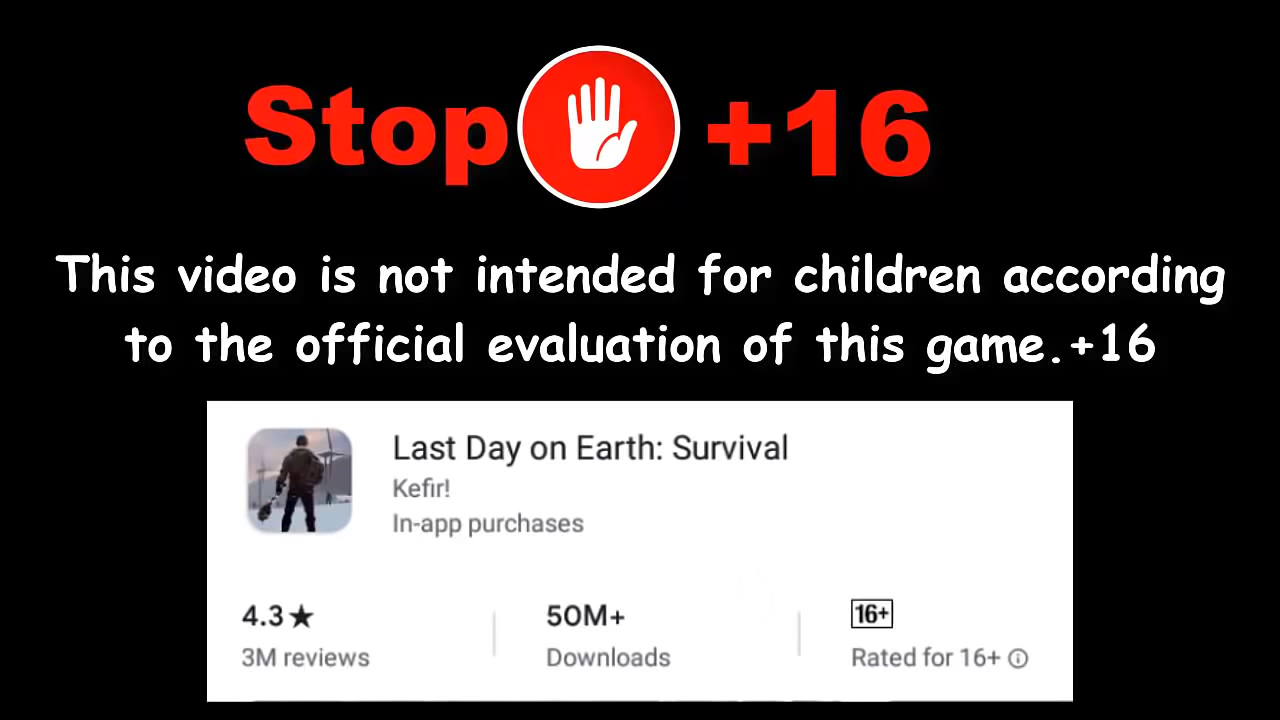 Stop +16
This video is not intended for children according
to the official evaluation of this game.+16
Last Day on Earth: Survival
Kefir!
In-app purchases
4.3★ 50M+ 16+
3M reviews Downloads Rated for 16+